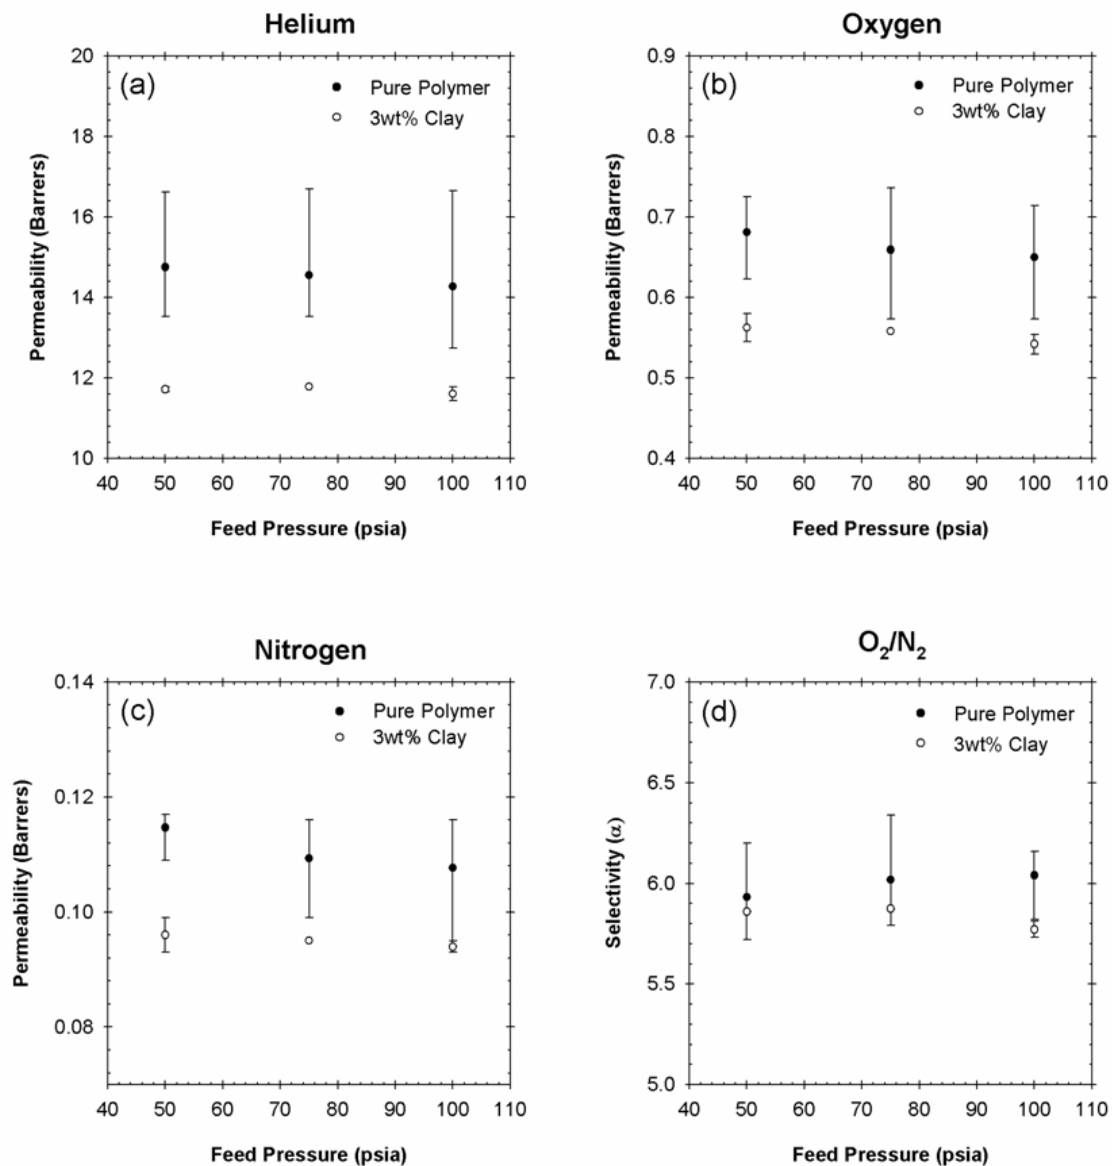 Helium
(a)
Pure Polymer
3wt% Clay
20
18
16
14
12
10
Permeability (Barrers)
40 50 60 70 80 90 100 110
Feed Pressure (psia)
Oxygen
(b)
Pure Polymer
3wt% Clay
0.9
0.8
0.7
0.6
0.5
0.4
Permeability (Barrers)
40 50 60 70 80 90 100 110
Feed Pressure (psia)
Nitrogen
(c)
Pure Polymer
3wt% Clay
0.14
0.12
0.10
0.08
Permeability (Barrers)
40 50 60 70 80 90 100 110
Feed Pressure (psia)
O₂/N₂
(d)
Pure Polymer
3wt% Clay
7.0
6.5
6.0
5.5
5.0
Selectivity (α)
40 50 60 70 80 90 100 110
Feed Pressure (psia)